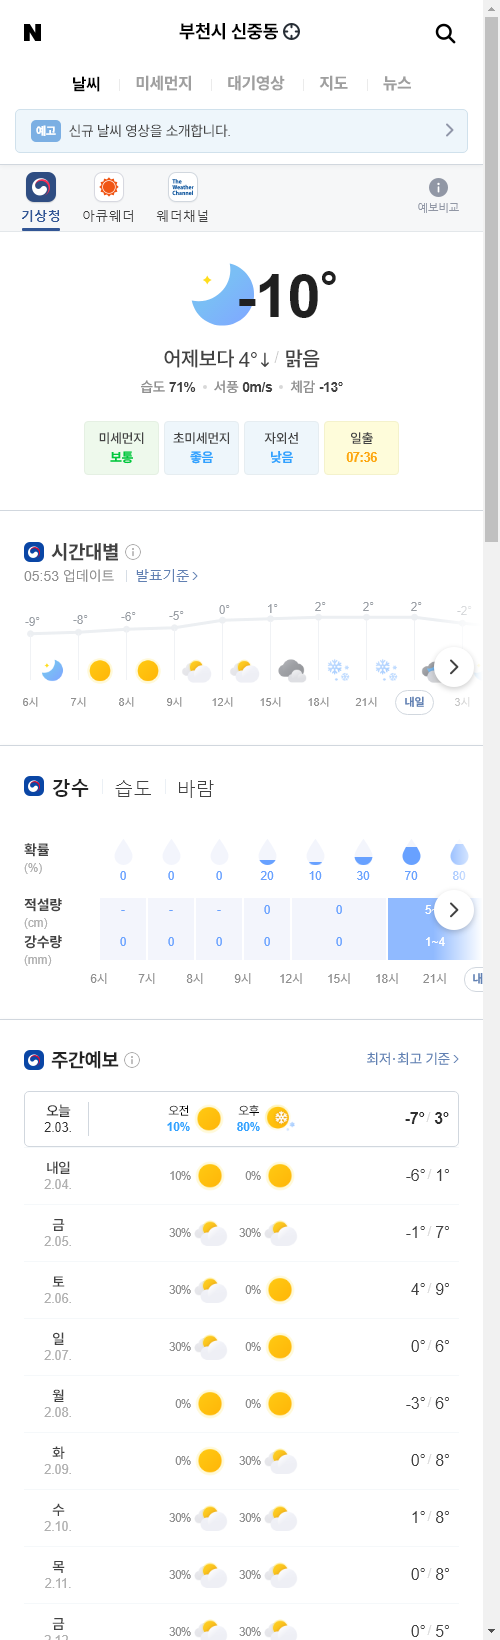 N 부천시 신중동
날씨 미세먼지 대기영상 지도 뉴스
예고 신규 날씨 영상을 소개합니다.
The Weather Channel
기상청 아큐웨더 웨더채널 예보비교
-10°
어제보다 4°↓ / 맑음
습도 71% • 서풍 0m/s • 체감 -13°
미세먼지 초미세먼지 자외선 일출
보통 좋음 낮음 07:36
시간대별
05:53 업데이트 발표기준 >
-9° -8° -6° -5° 0° 1° 2° 2° 2° -2°
6시 7시 8시 9시 12시 15시 18시 21시 내일 3시
강수 습도 바람
확률
(%)
0 0 0 20 10 30 70 80
적설량 - - - 0 0 5~
(cm)
강수량 0 0 0 0 0 1~4
(mm)
6시 7시 8시 9시 12시 15시 18시 21시 내
주간예보 최저·최고 기준 >
오늘 오전 오후
2.03. 10% 80% -7° / 3°
내일
2.04. 10% 0% -6° / 1°
금
2.05. 30% 30% -1° / 7°
토
2.06. 30% 0% 4° / 9°
일
2.07. 30% 0% 0° / 6°
월
2.08. 0% 0% -3° / 6°
화
2.09. 0% 30% 0° / 8°
수
2.10. 30% 30% 1° / 8°
목
2.11. 30% 30% 0° / 8°
금
2.12. 30% 30% 0° / 5°